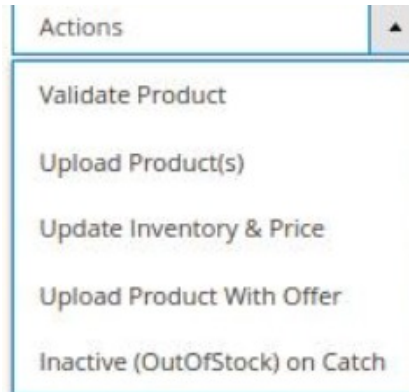 Actions
Validate Product
Upload Product(s)
Update Inventory & Price
Upload Product With Offer
Inactive (OutOfStock) on Catch